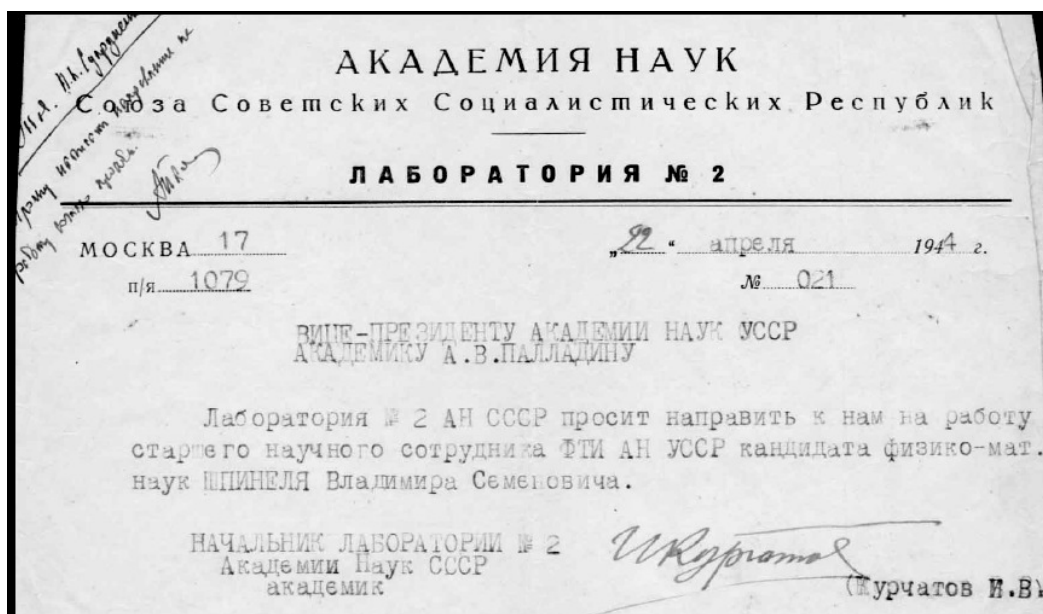 АКАДЕМИЯ НАУК
Союза Советских Социалистических Республик
ЛАБОРАТОРИЯ № 2
МОСКВА 17
„22“ апреля 1944 г.
п/я 1079
№ 021
ВИЦЕ-ПРЕЗИДЕНТУ АКАДЕМИИ НАУК УССР
АКАДЕМИКУ А.В.ПАЛЛАДИНУ
Лаборатория № 2 АН СССР просит направить к нам на работу
старшего научного сотрудника ФТИ АН УССР кандидата физико-мат.
наук ШПИНЕЛЯ Владимира Семеновича.
НАЧАЛЬНИК ЛАБОРАТОРИИ № 2
Академии Наук СССР
академик
ИКурчатов
(Курчатов И.В)